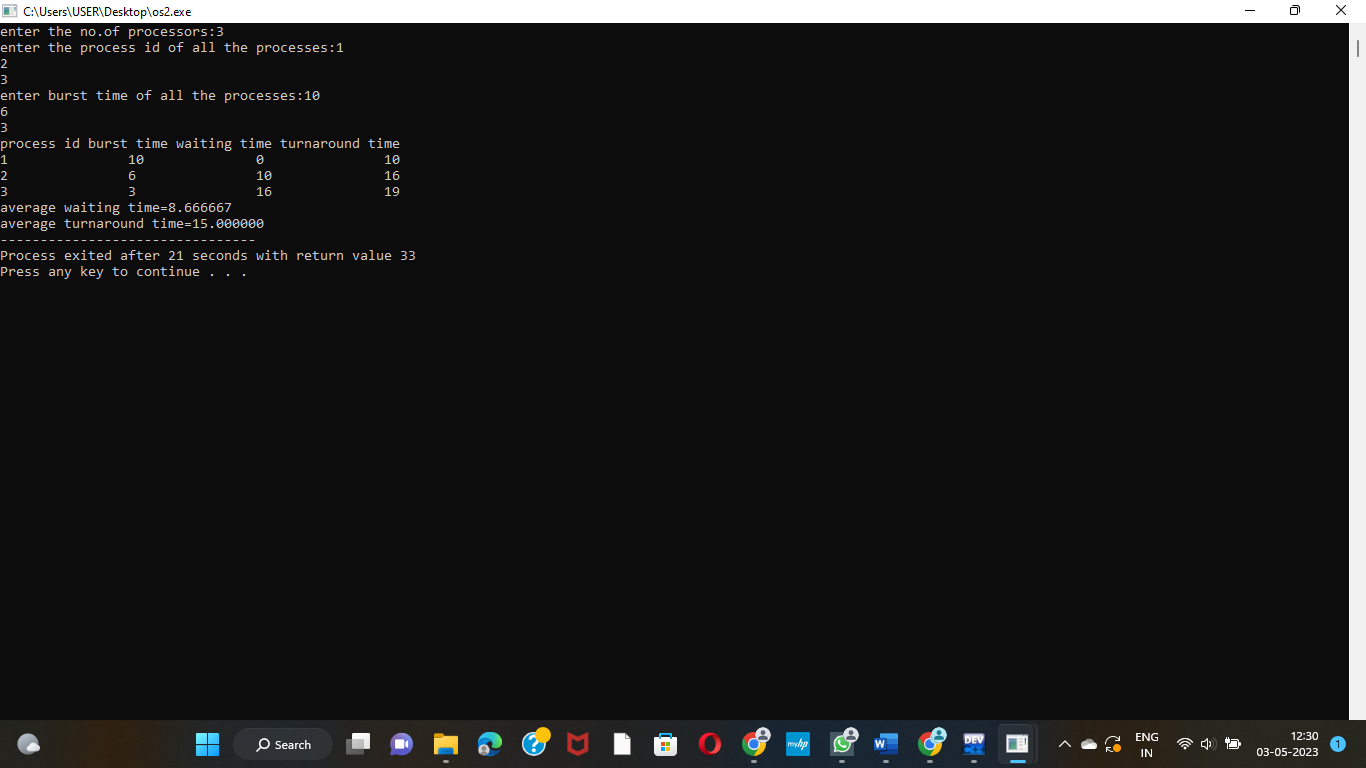 C:\Users\USER\Desktop\os2.exe
enter the no.of processors:3
enter the process id of all the processes:1
2
3
enter burst time of all the processes:10
6
3
process id burst time waiting time turnaround time
1 10 0 10
2 6 10 16
3 3 16 19
average waiting time=8.666667
average turnaround time=15.000000
--------------------------------
Process exited after 21 seconds with return value 33
Press any key to continue . . .
Search
myhp
W
DEV
C++
ENG
IN
12:30
03-05-2023
1